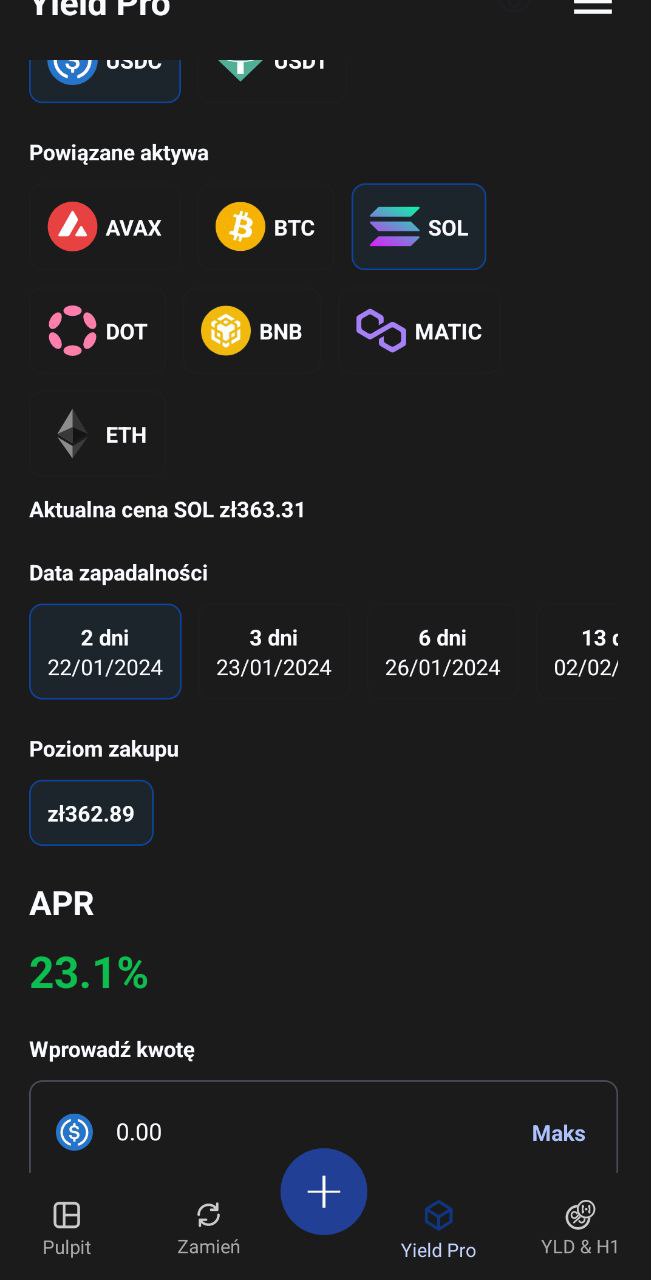 Yield Pro
USDC
USDT
Powiązane aktywa
AVAX
BTC
SOL
DOT
BNB
MATIC
ETH
Aktualna cena SOL zł363.31
Data zapadalności
2 dni
22/01/2024
3 dni
23/01/2024
6 dni
26/01/2024
13 d
02/02/
Poziom zakupu
zł362.89
APR
23.1%
Wprowadź kwotę
0.00
Maks
Pulpit
Zamień
Yield Pro
YLD & H1